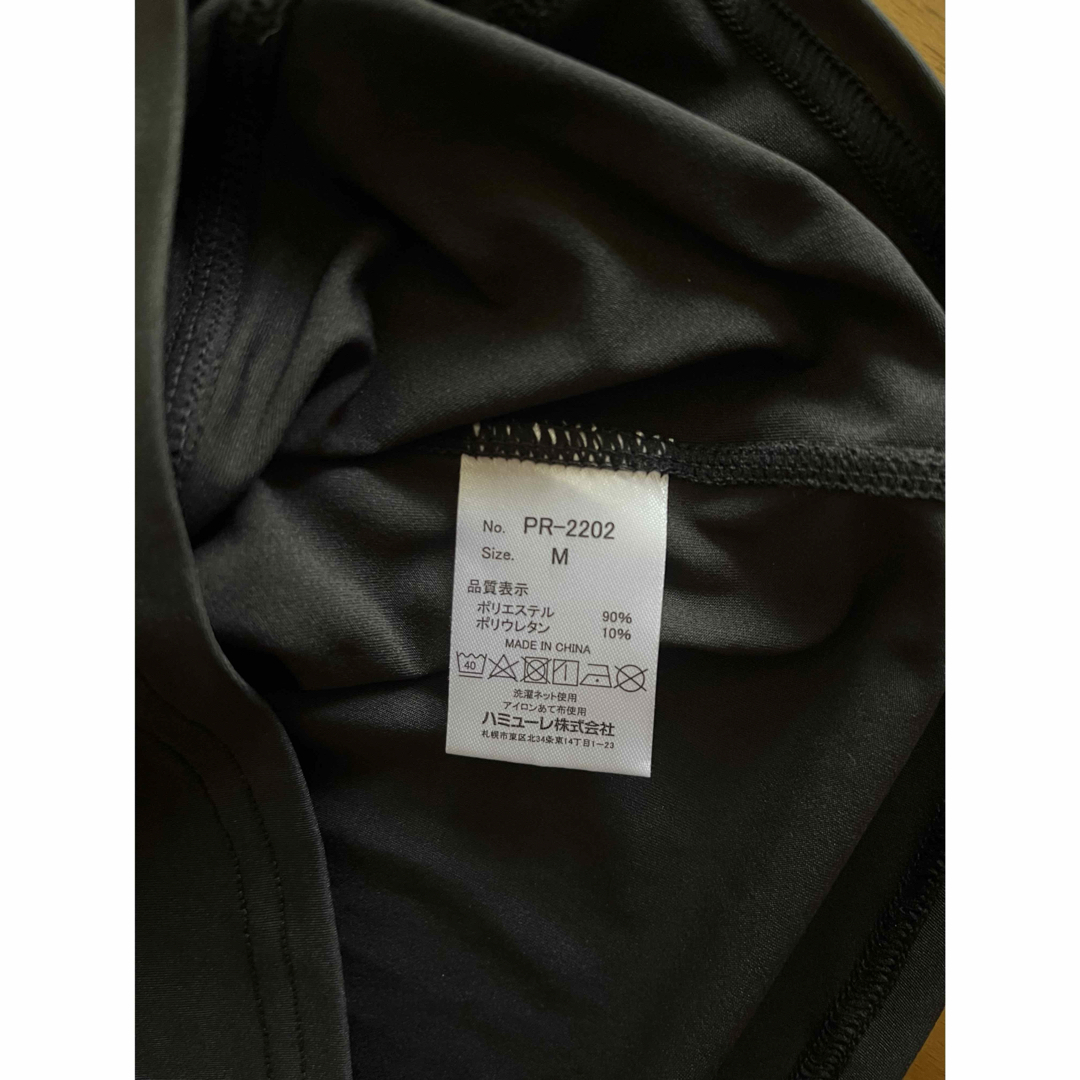 No. PR-2202
Size. M
品質表示
ポリエステル 90%
ポリウレタン 10%
MADE IN CHINA
40
洗濯ネット使用
アイロンあて布使用
ハミューレ株式会社
札幌市東区北34条東14丁目1-23